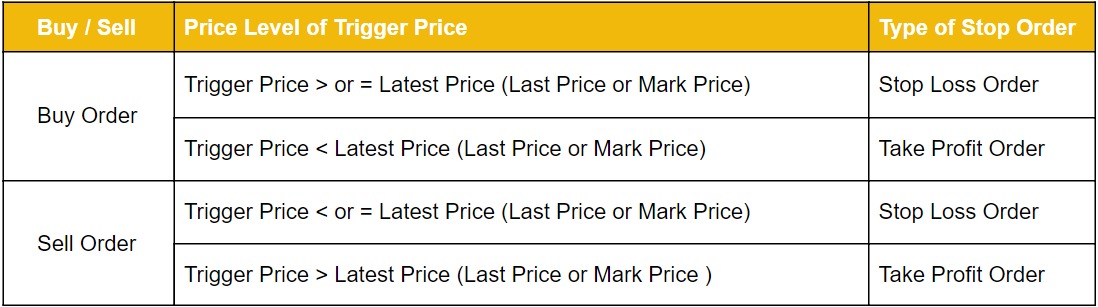 Buy / Sell Price Level of Trigger Price Type of Stop Order
Buy Order
Trigger Price > or = Latest Price (Last Price or Mark Price) Stop Loss Order
Trigger Price < Latest Price (Last Price or Mark Price) Take Profit Order
Sell Order
Trigger Price < or = Latest Price (Last Price or Mark Price) Stop Loss Order
Trigger Price > Latest Price (Last Price or Mark Price ) Take Profit Order